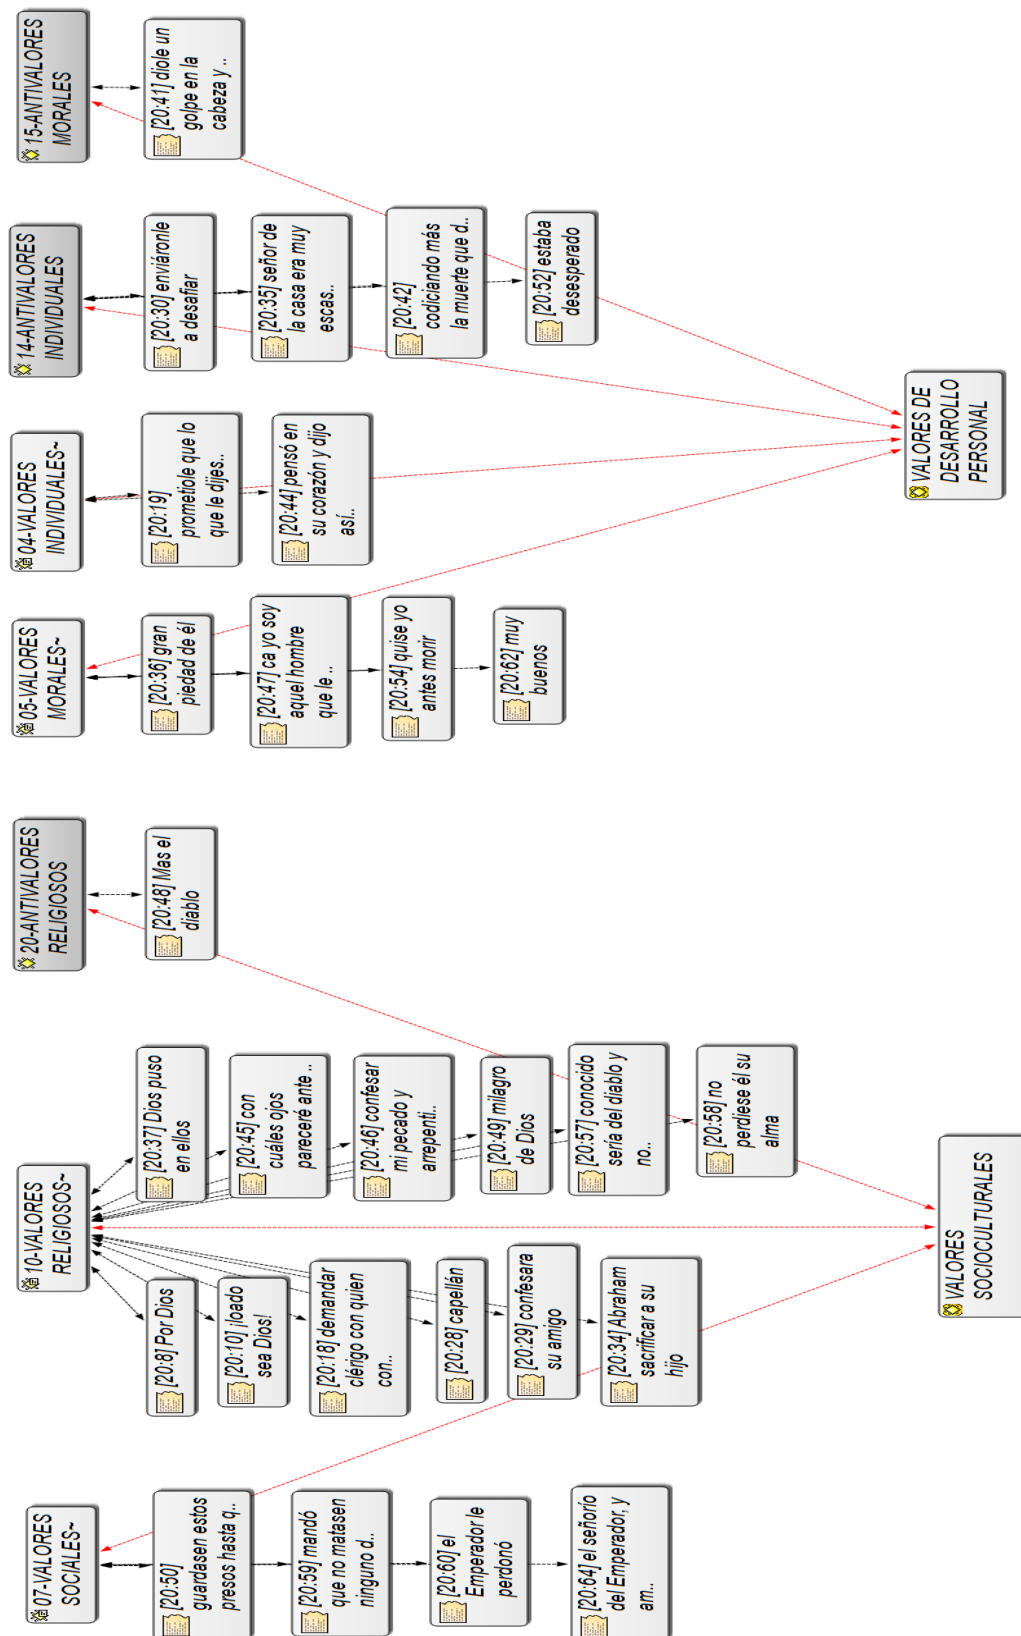 07-VALORES
SOCIALES~
[20:50]
guardasen estos
presos hasta q..
[20:59] mandó
que no matasen
ninguno d..
[20:60] el
Emperador le
perdonó
[20:64] el señorío
del Emperador, y
am..
10-VALORES
RELIGIOSOS~
[20:8] Por Dios
[20:10] ¡loado
sea Dios!
[20:18] demandar
clérigo con quien
con..
[20:28] capellán
[20:29] confesara
su amigo
[20:34] Abraham
sacrificar a su
hijo
[20:37] Dios puso
en ellos
[20:45] con
cuáles ojos
pareceré ante ..
[20:46] confesar
mi pecado y
arrepenti..
[20:49] milagro
de Dios
[20:57] conocido
sería del diablo y
no..
[20:58] no
perdiese él su
alma
20-ANTIVALORES
RELIGIOSOS
[20:48] Mas el
diablo
VALORES
SOCIOCULTURALES
05-VALORES
MORALES~
[20:36] gran
piedad de él
[20:47] ca yo soy
aquel hombre
que le ..
[20:54] quise yo
antes morir
[20:62] muy
buenos
04-VALORES
INDIVIDUALES~
[20:19]
prometiole que lo
que le dijes..
[20:44] pensó en
su corazón y dijo
así..
14-ANTIVALORES
INDIVIDUALES
[20:30] enviáronle
a desafiar
[20:35] señor de
la casa era muy
escas..
[20:42]
codiciando más
la muerte que d..
[20:52] estaba
desesperado
15-ANTIVALORES
MORALES
[20:41] diole un
golpe en la
cabeza y ..
VALORES DE
DESARROLLO
PERSONAL